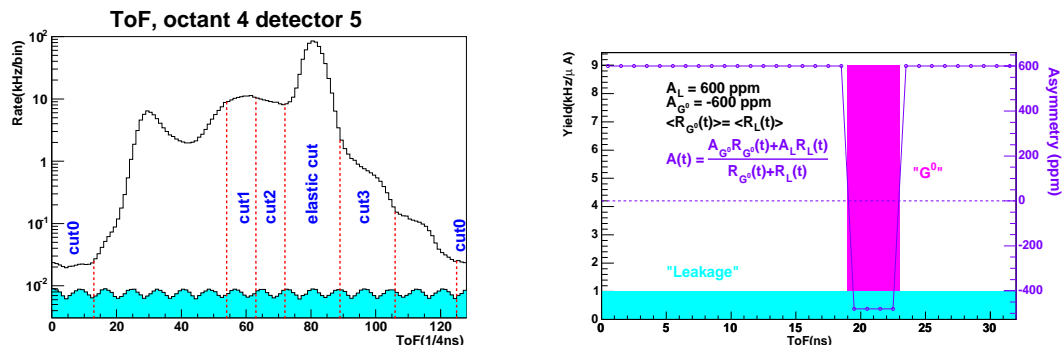 ToF, octant 4 detector 5
Rate(kHz/bin)
10²
10
1
10⁻¹
10⁻²
cut0
cut1
cut2
elastic cut
cut3
cut0
0 20 40 60 80 100 120
ToF(1/4ns)
Yield(kHz/μ A)
9
8
7
6
5
4
3
2
1
0
A_L = 600 ppm
A_G⁰ = -600 ppm
<R_G⁰(t)>= <R_L(t)>
A(t) = A_G⁰R_G⁰(t)+A_LR_L(t)
R_G⁰(t)+R_L(t)
"G⁰"
"Leakage"
0 5 10 15 20 25 30
ToF(ns)
600
400
200
0
-200
-400
Asymmetry (ppm)